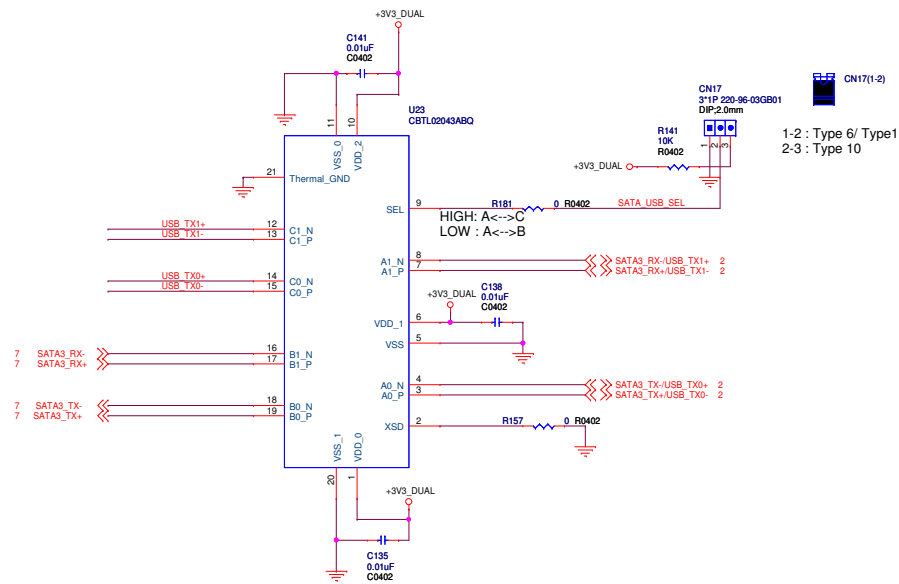 +3V3_DUAL
C141
0.01uF
C0402
U23
CBTL02043ABQ
11
10
VSS_0
VDD_2
21
Thermal_GND
USB_TX1+
12
C1_N
USB_TX1-
13
C1_P
USB_TX0+
14
C0_N
USB_TX0-
15
C0_P
7 SATA3_RX-
16
B1_N
7 SATA3_RX+
17
B1_P
7 SATA3_TX-
18
B0_N
7 SATA3_TX+
19
B0_P
VSS_1
VDD_0
20
1
+3V3_DUAL
C135
0.01uF
C0402
CN17
3*1P 220-96-03GB01
DIP;2.0mm
1
2
3
R141
10K
R0402
+3V3_DUAL
CN17(1-2)
1-2 : Type 6/ Type1
2-3 : Type 10
SEL
9
R181 0 R0402
SATA_USB_SEL
HIGH: A<-->C
LOW : A<-->B
A1_N
8
SATA3_RX-/USB_TX1+ 2
A1_P
7
SATA3_RX+/USB_TX1- 2
+3V3_DUAL
C138
0.01uF
C0402
VDD_1
6
VSS
5
A0_N
4
SATA3_TX-/USB_TX0+ 2
A0_P
3
SATA3_TX+/USB_TX0- 2
XSD
2
R157 0 R0402